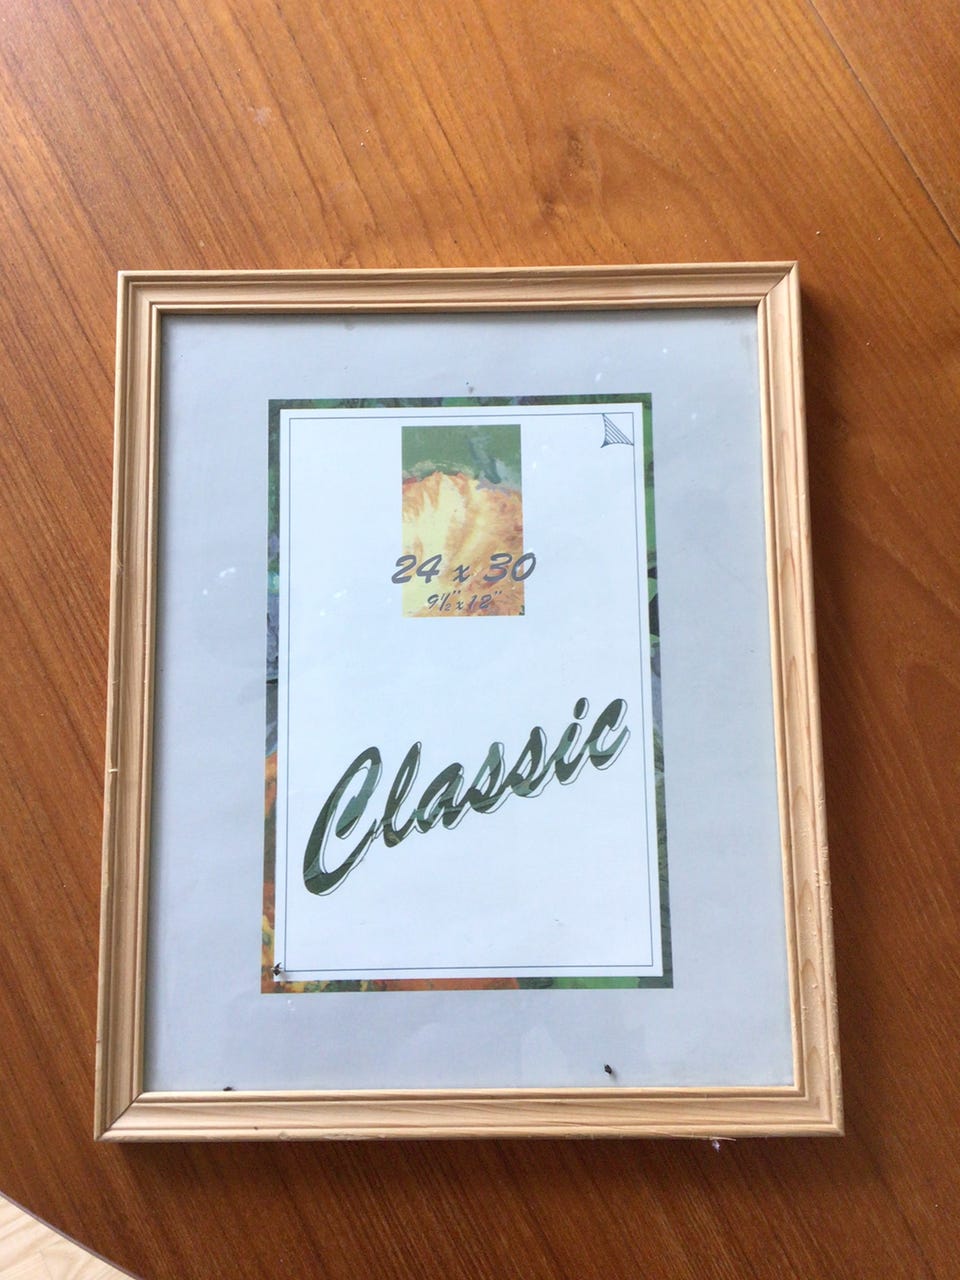 24 x 30
9½" x 12"
Classic